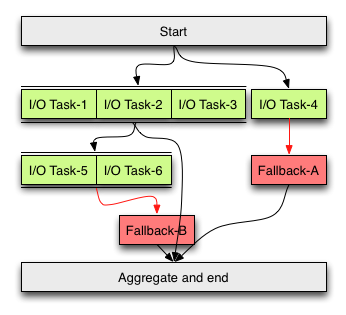 Start
I/O Task-1 I/O Task-2 I/O Task-3 I/O Task-4
I/O Task-5 I/O Task-6 Fallback-A
Fallback-B
Aggregate and end